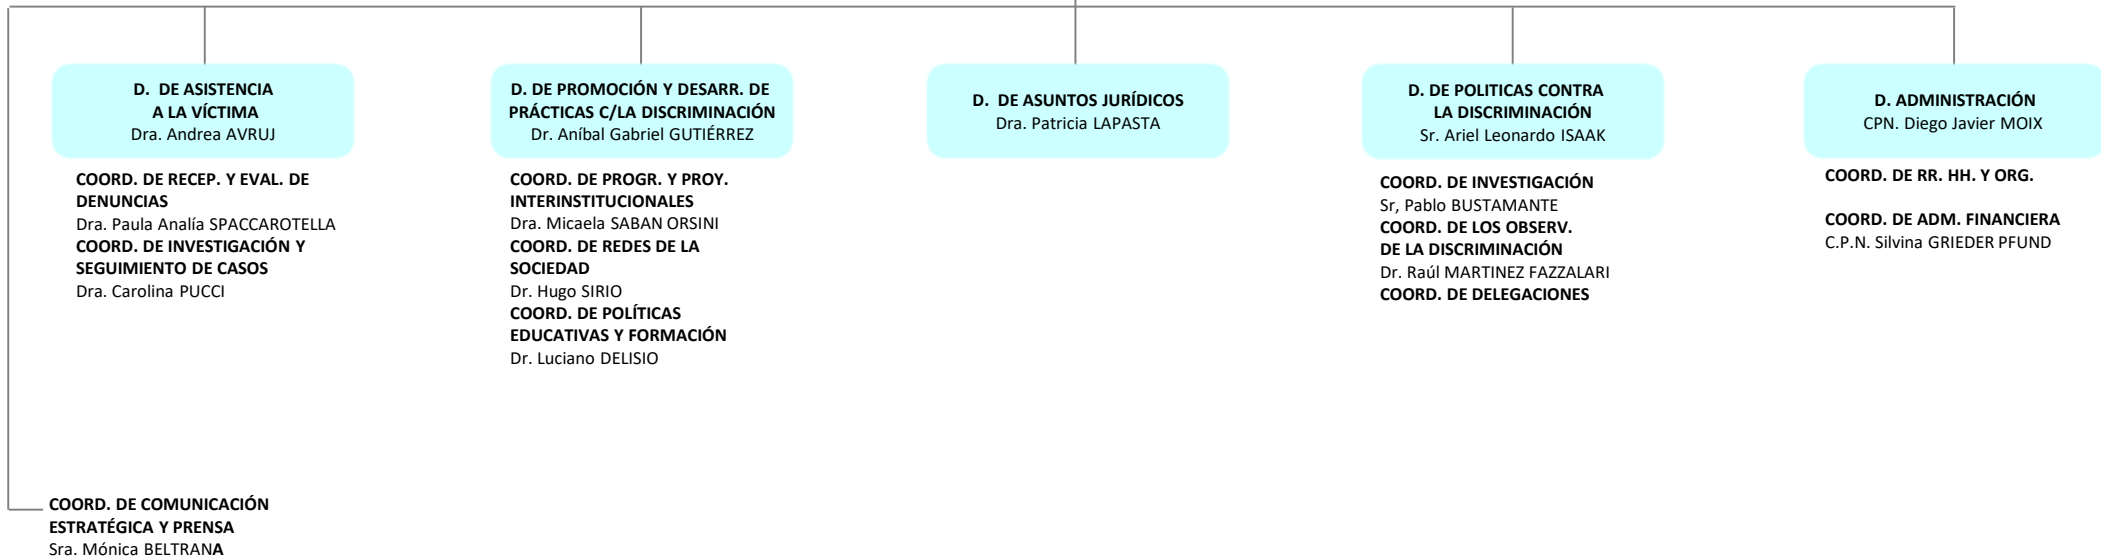 D. DE ASISTENCIA
A LA VÍCTIMA
Dra. Andrea AVRUJ
COORD. DE RECEP. Y EVAL. DE
DENUNCIAS
Dra. Paula Analía SPACCAROTELLA
COORD. DE INVESTIGACIÓN Y
SEGUIMIENTO DE CASOS
Dra. Carolina PUCCI
D. DE PROMOCIÓN Y DESARR. DE
PRÁCTICAS C/LA DISCRIMINACIÓN
Dr. Aníbal Gabriel GUTIÉRREZ
COORD. DE PROGR. Y PROY.
INTERINSTITUCIONALES
Dra. Micaela SABAN ORSINI
COORD. DE REDES DE LA
SOCIEDAD
Dr. Hugo SIRIO
COORD. DE POLÍTICAS
EDUCATIVAS Y FORMACIÓN
Dr. Luciano DELISIO
D. DE ASUNTOS JURÍDICOS
Dra. Patricia LAPASTA
D. DE POLITICAS CONTRA
LA DISCRIMINACIÓN
Sr. Ariel Leonardo ISAAK
COORD. DE INVESTIGACIÓN
Sr, Pablo BUSTAMANTE
COORD. DE LOS OBSERV.
DE LA DISCRIMINACIÓN
Dr. Raúl MARTINEZ FAZZALARI
COORD. DE DELEGACIONES
D. ADMINISTRACIÓN
CPN. Diego Javier MOIX
COORD. DE RR. HH. Y ORG.
COORD. DE ADM. FINANCIERA
C.P.N. Silvina GRIEDER PFUND
COORD. DE COMUNICACIÓN
ESTRATÉGICA Y PRENSA
Sra. Mónica BELTRANA